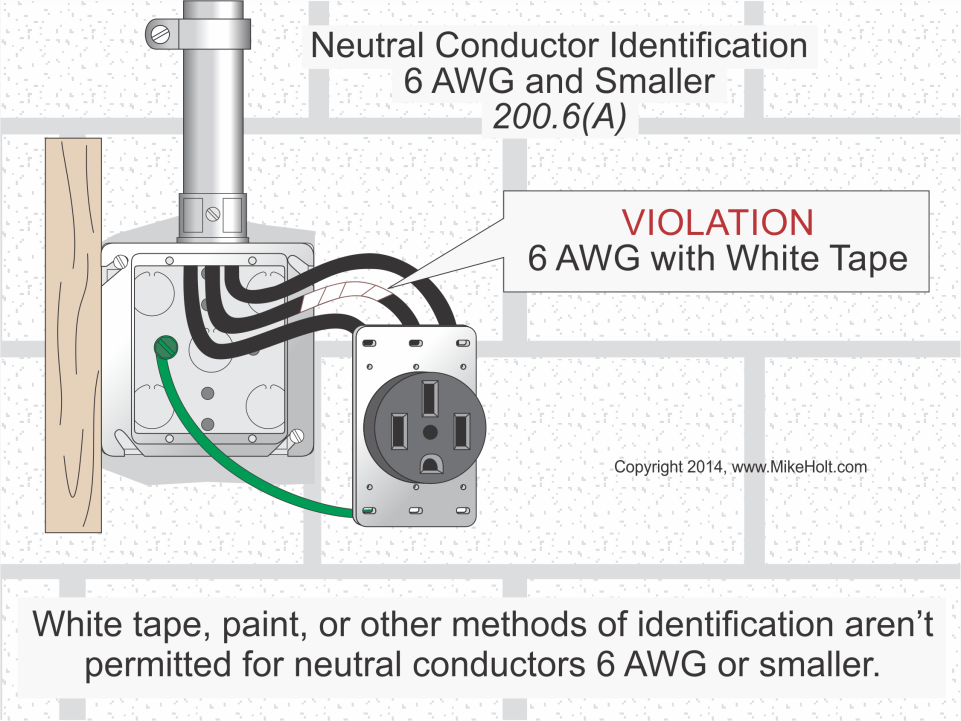 Neutral Conductor Identification
6 AWG and Smaller
200.6(A)
VIOLATION
6 AWG with White Tape
Copyright 2014, www.MikeHolt.com
White tape, paint, or other methods of identification aren’t
permitted for neutral conductors 6 AWG or smaller.